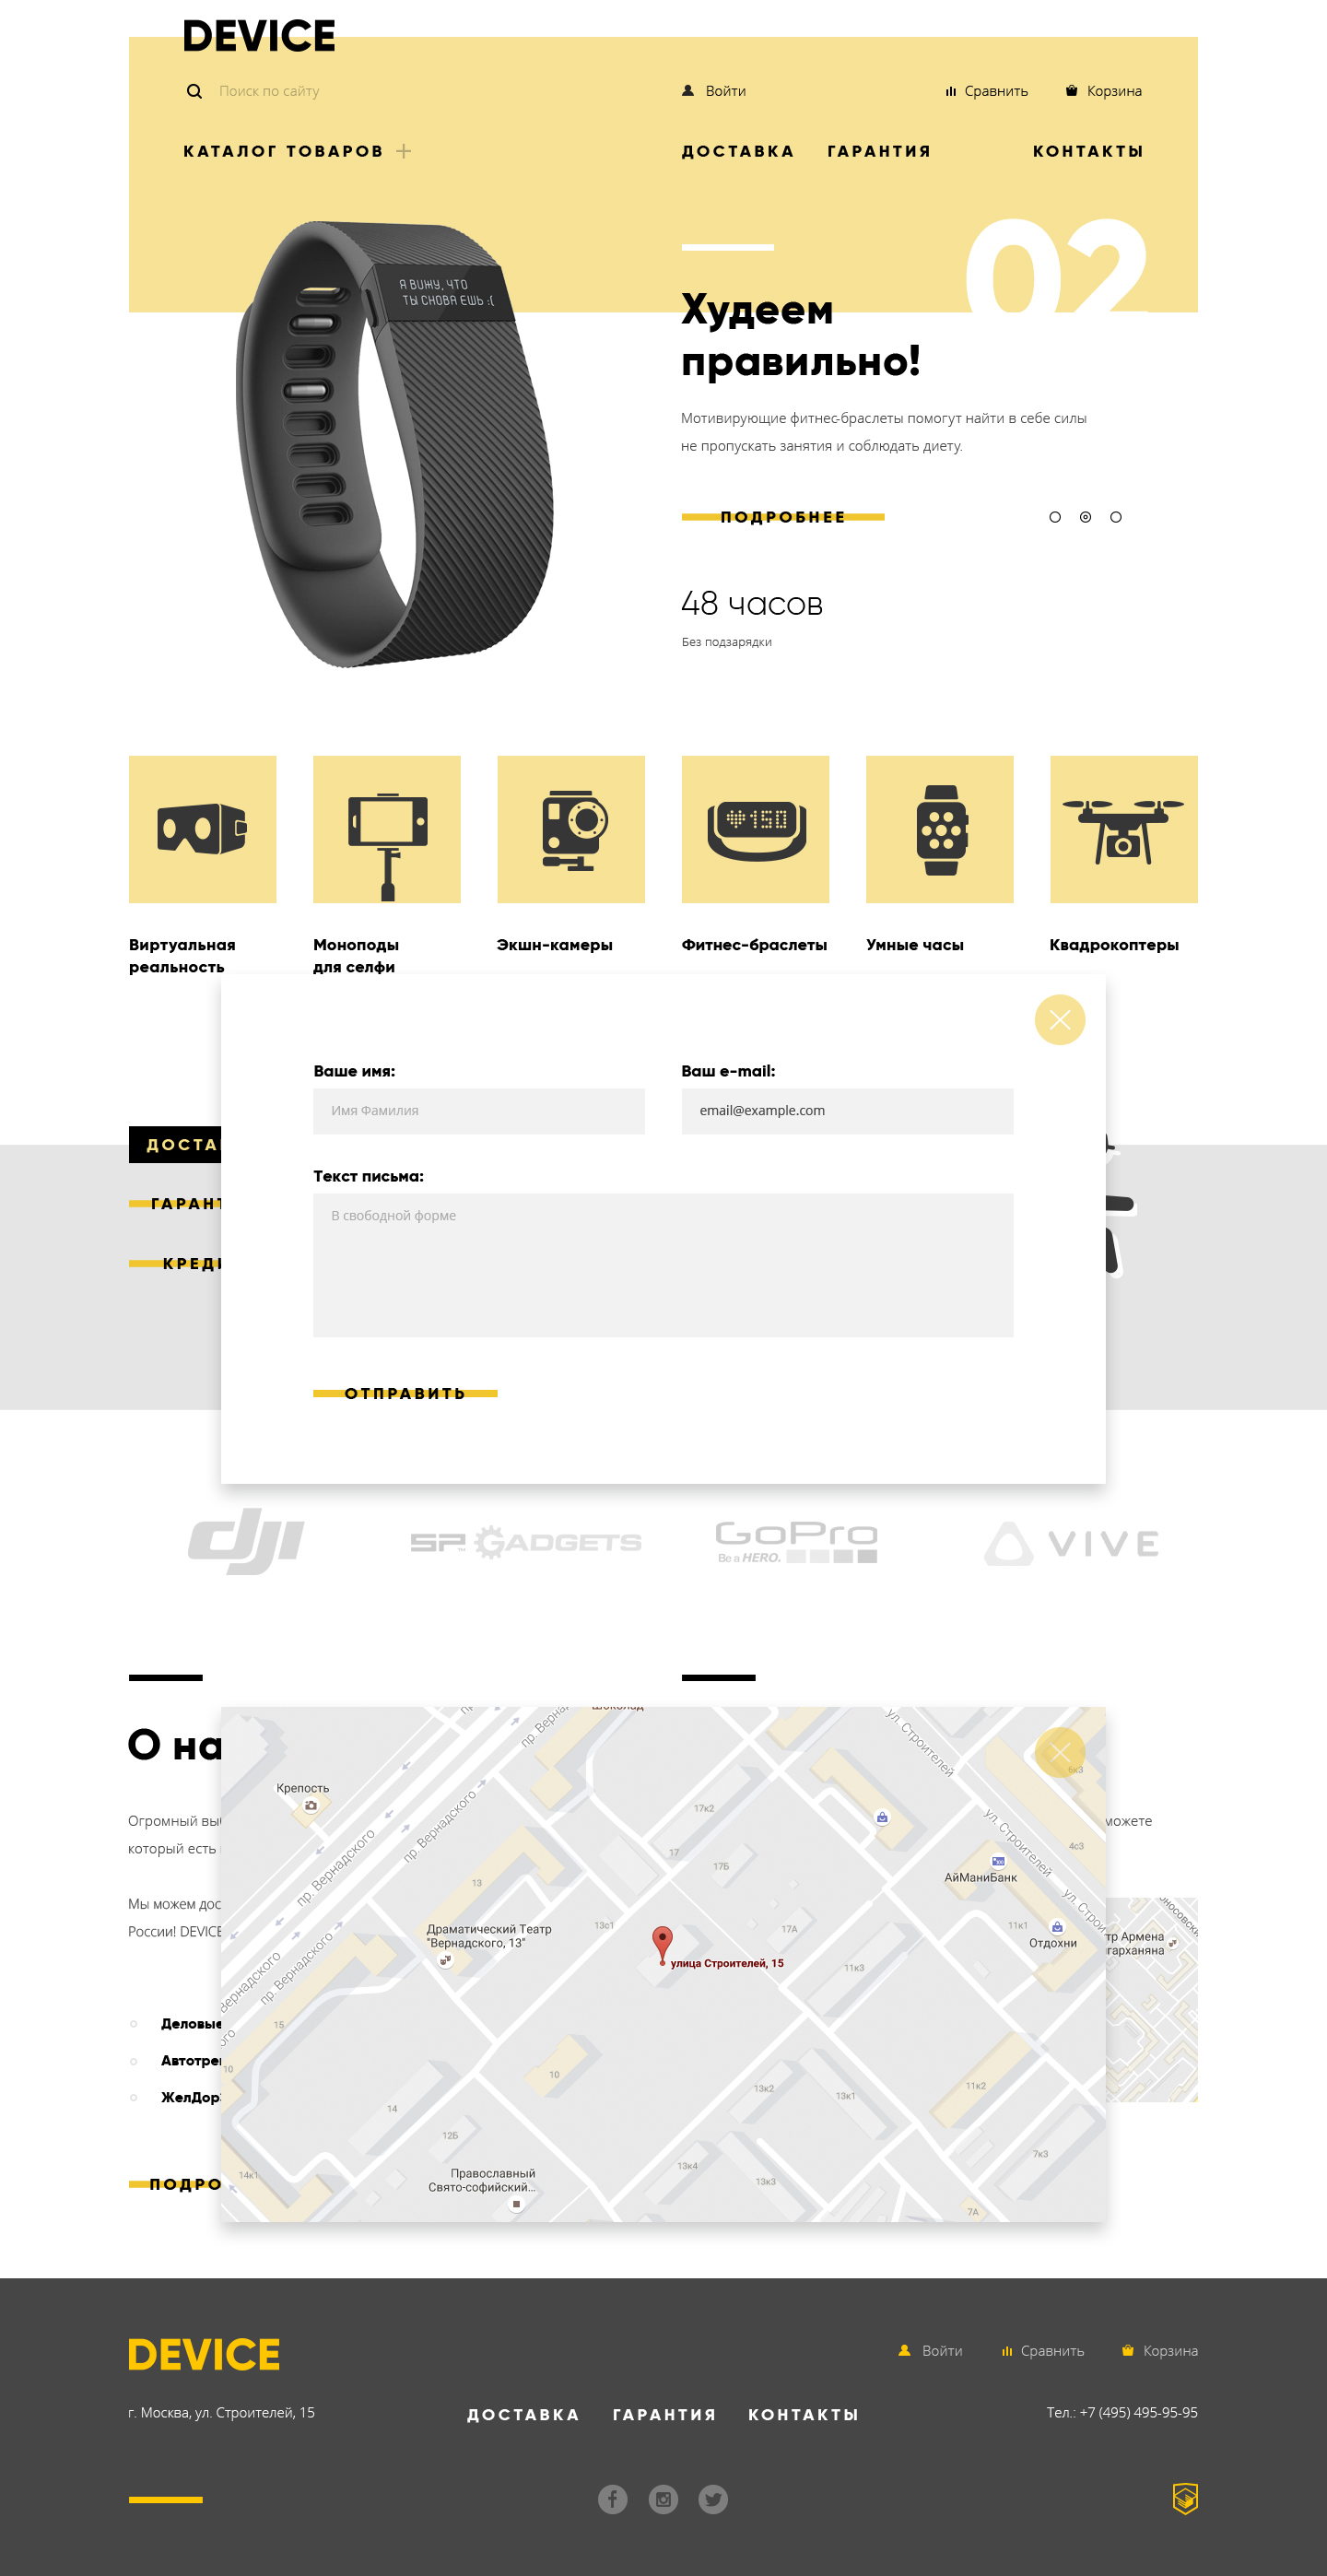 DEVICE
Поиск по сайту
Войти
Сравнить
Корзина
КАТАЛОГ ТОВАРОВ
ДОСТАВКА
ГАРАНТИЯ
КОНТАКТЫ
02
Я ВИЖУ, ЧТО
ТЫ СНОВА ЕШЬ :(
Худеем
правильно!
Мотивирующие фитнес-браслеты помогут найти в себе силы
не пропускать занятия и соблюдать диету.
ПОДРОБНЕЕ
48 часов
Без подзарядки
150
Виртуальная
реальность
Моноподы
для селфи
Экшн-камеры
Фитнес-браслеты
Умные часы
Квадрокоптеры
Ваше имя:
Ваш e-mail:
Имя Фамилия
email@example.com
ДОСТА
Текст письма:
ГАРАНТ
В свободной форме
КРЕДИ
ОТПРАВИТЬ
dji
SP GADGETS
GoPro
Be a HERO.
VIVE
О на
Шоколад
пр. Вернадского
ул. Строителей
Крепость
6к3
17к2
Огромный вы
можете
который есть
пр. Вернадского
пр. Вернадского
ул. Строителей
4с3
17
17Б
13
АйМаниБанк
Мы можем дос
России! DEVICE
Драматический Театр
"Вернадского, 13"
13с1
17А
11к1
Отдохни
улица Строителей, 15
11к3
пр. Вернадского
15
10
10
Деловые
Автотре
ЖелДор
14
12Б
13к2
13к1
11к2
7к3
14к1
Православный
Свято-софийский...
13к4
13к3
7А
ПОДРО
DEVICE
Войти
Сравнить
Корзина
г. Москва, ул. Строителей, 15
ДОСТАВКА
ГАРАНТИЯ
КОНТАКТЫ
Тел.: +7 (495) 495-95-95